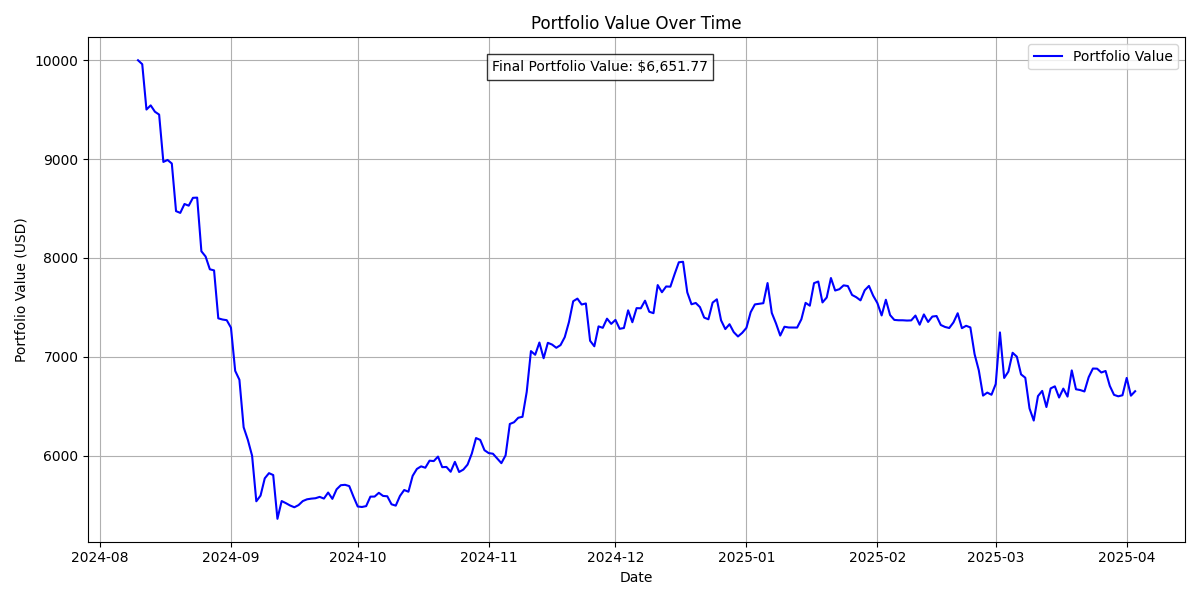 Portfolio Value Over Time
Final Portfolio Value: $6,651.77
Portfolio Value
Portfolio Value (USD)
10000
9000
8000
7000
6000
2024-08
2024-09
2024-10
2024-11
2024-12
2025-01
2025-02
2025-03
2025-04
Date